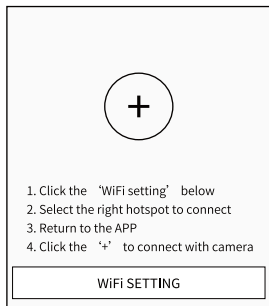 +
1. Click the ‘WiFi setting’ below
2. Select the right hotspot to connect
3. Return to the APP
4. Click the ‘+’ to connect with camera
WiFi SETTING